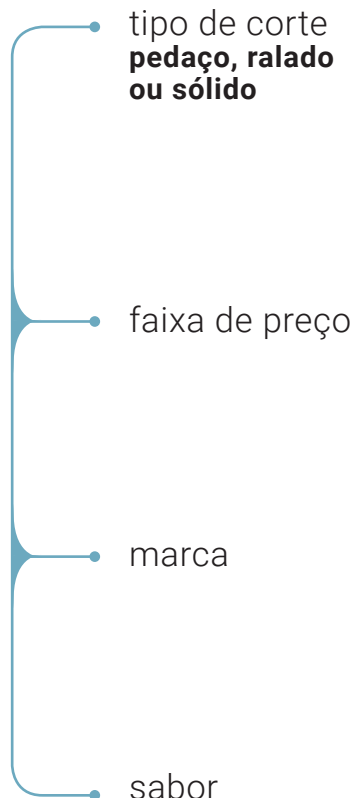 tipo de corte
pedaço, ralado
ou sólido
faixa de preço
marca
sabor